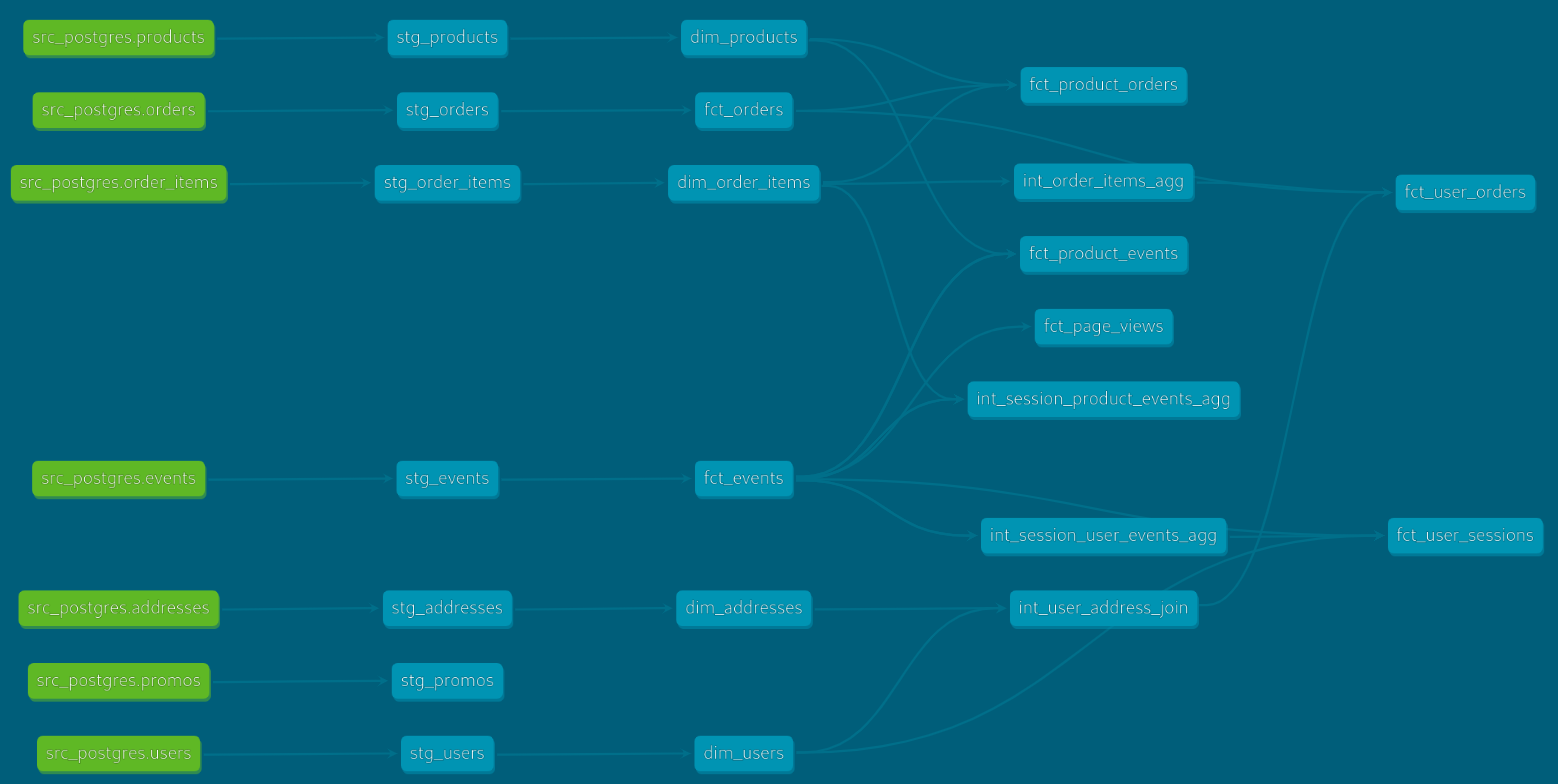 src_postgres.products
stg_products
dim_products
fct_product_orders
src_postgres.orders
stg_orders
fct_orders
src_postgres.order_items
stg_order_items
dim_order_items
int_order_items_agg
fct_user_orders
fct_product_events
fct_page_views
int_session_product_events_agg
src_postgres.events
stg_events
fct_events
int_session_user_events_agg
fct_user_sessions
src_postgres.addresses
stg_addresses
dim_addresses
int_user_address_join
src_postgres.promos
stg_promos
src_postgres.users
stg_users
dim_users